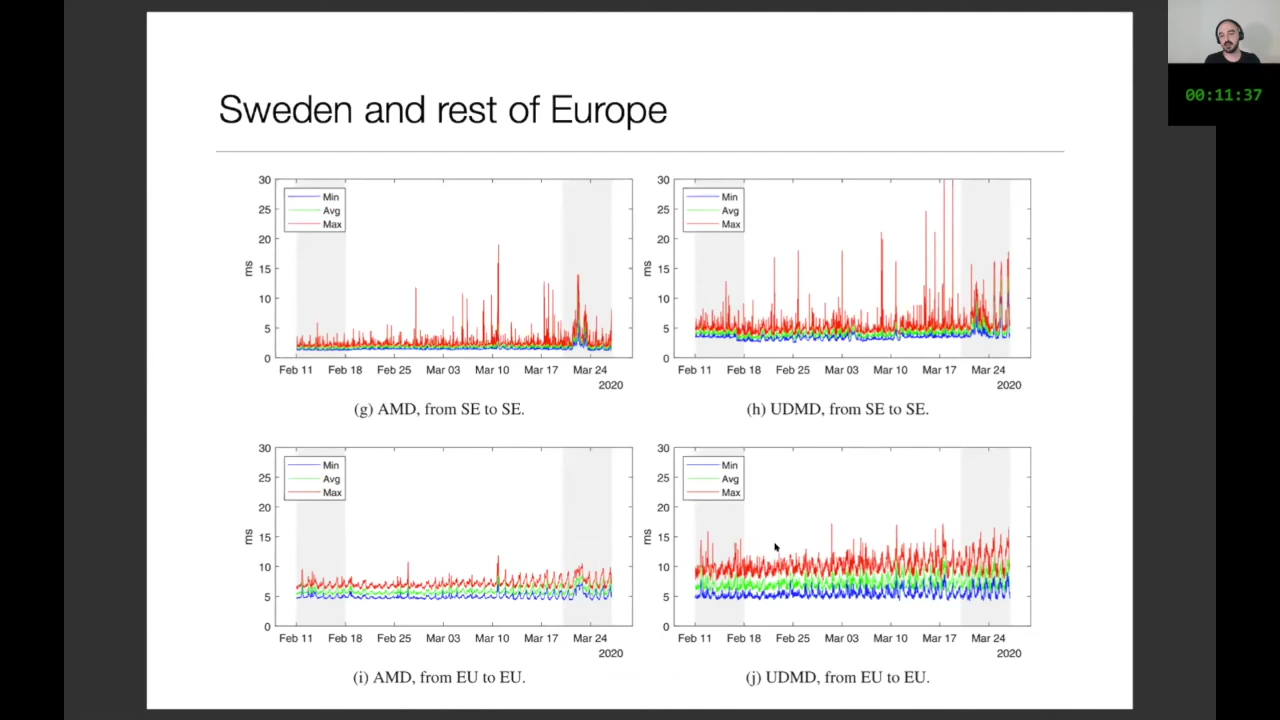 00:11:37
Sweden and rest of Europe
30
25
20
15
10
5
0
ms
Min
Avg
Max
Feb 11 Feb 18 Feb 25 Mar 03 Mar 10 Mar 17 Mar 24
2020
(g) AMD, from SE to SE.
30
25
20
15
10
5
0
ms
Min
Avg
Max
Feb 11 Feb 18 Feb 25 Mar 03 Mar 10 Mar 17 Mar 24
2020
(h) UDMD, from SE to SE.
30
25
20
15
10
5
0
ms
Min
Avg
Max
Feb 11 Feb 18 Feb 25 Mar 03 Mar 10 Mar 17 Mar 24
2020
(i) AMD, from EU to EU.
30
25
20
15
10
5
0
ms
Min
Avg
Max
Feb 11 Feb 18 Feb 25 Mar 03 Mar 10 Mar 17 Mar 24
2020
(j) UDMD, from EU to EU.